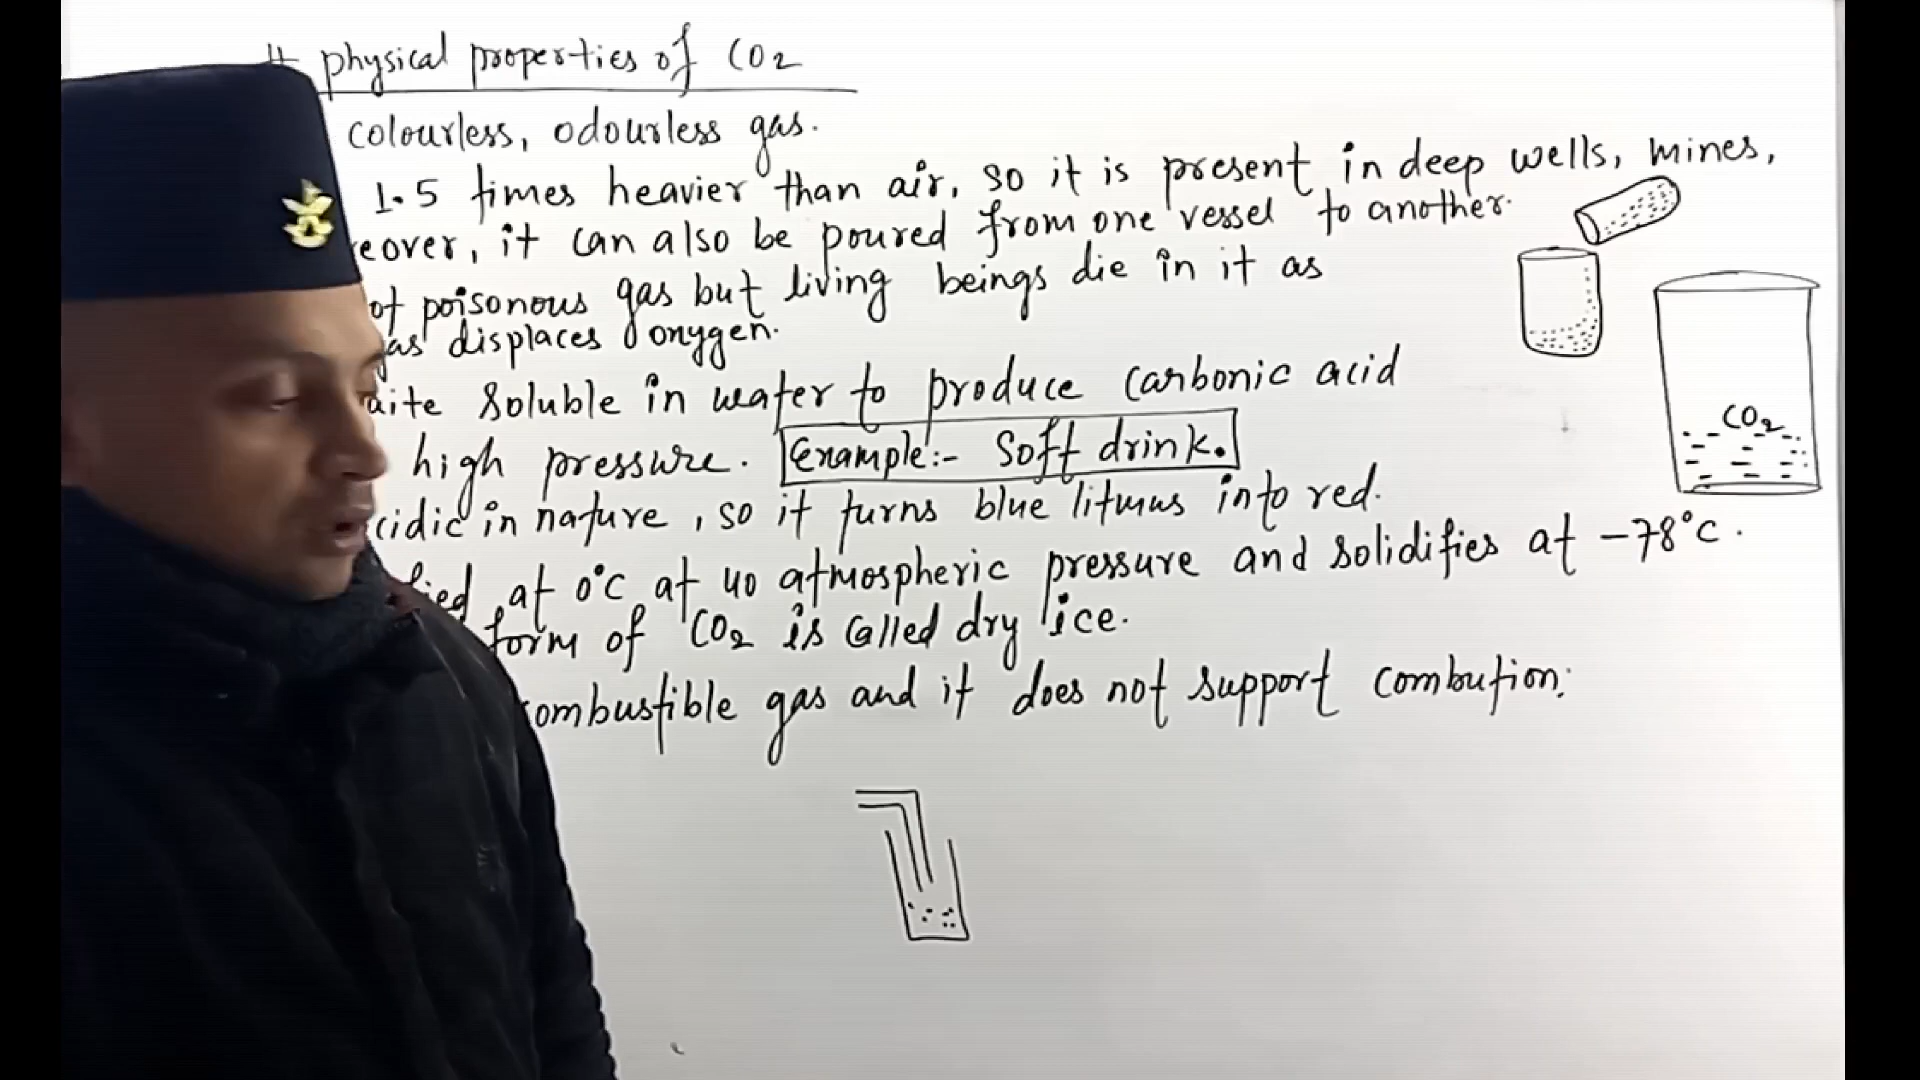 # physical properties of CO2
colourless, odourless gas.
1.5 times heavier than air, so it is present in deep wells, mines,
eover, it can also be poured from one vessel to another.
ot poisonous gas but living beings die in it as
gas displaces oxygen.
uite soluble in water to produce carbonic acid
high pressure. Example:- Soft drink.
cidic in nature, so it turns blue litmus into red.
fied at 0°C at 40 atmospheric pressure and solidifies at -78°C.
form of CO2 is called dry ice.
combustible gas and it does not support combution.
CO2